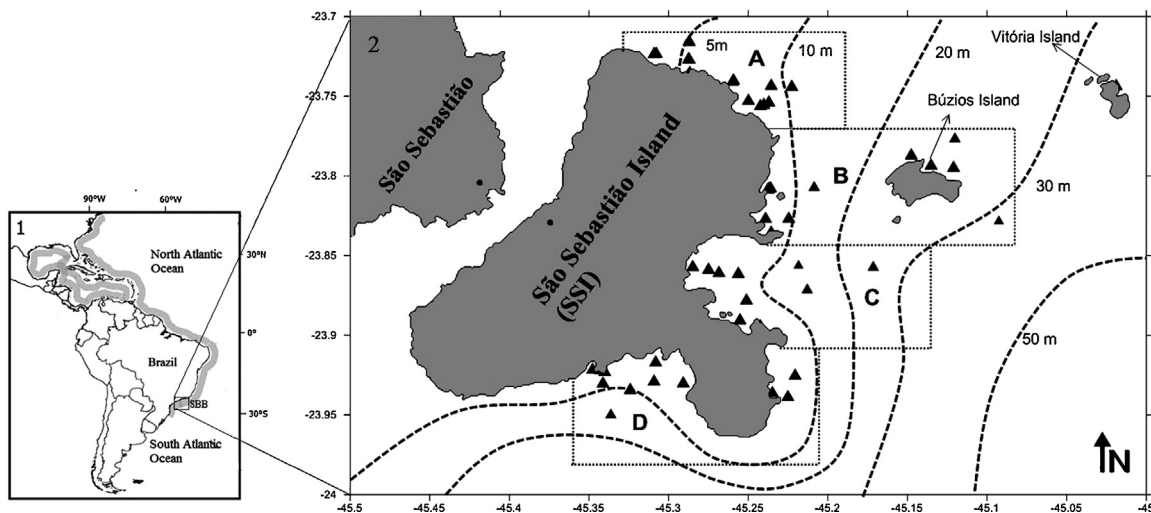 1
90°W
60°W
North Atlantic
Ocean
30°N
0°
Brazil
SBB
30°S
South Atlantic
Ocean
2
-23.7
-23.75
-23.8
-23.85
-23.9
-23.95
-24
São Sebastião
São Sebastião Island
(SSI)
5m
A
10 m
20 m
Vitória Island
Búzios Island
B
30 m
C
50 m
D
N
-45.5
-45.45
-45.4
-45.35
-45.3
-45.25
-45.2
-45.15
-45.1
-45.05
-45